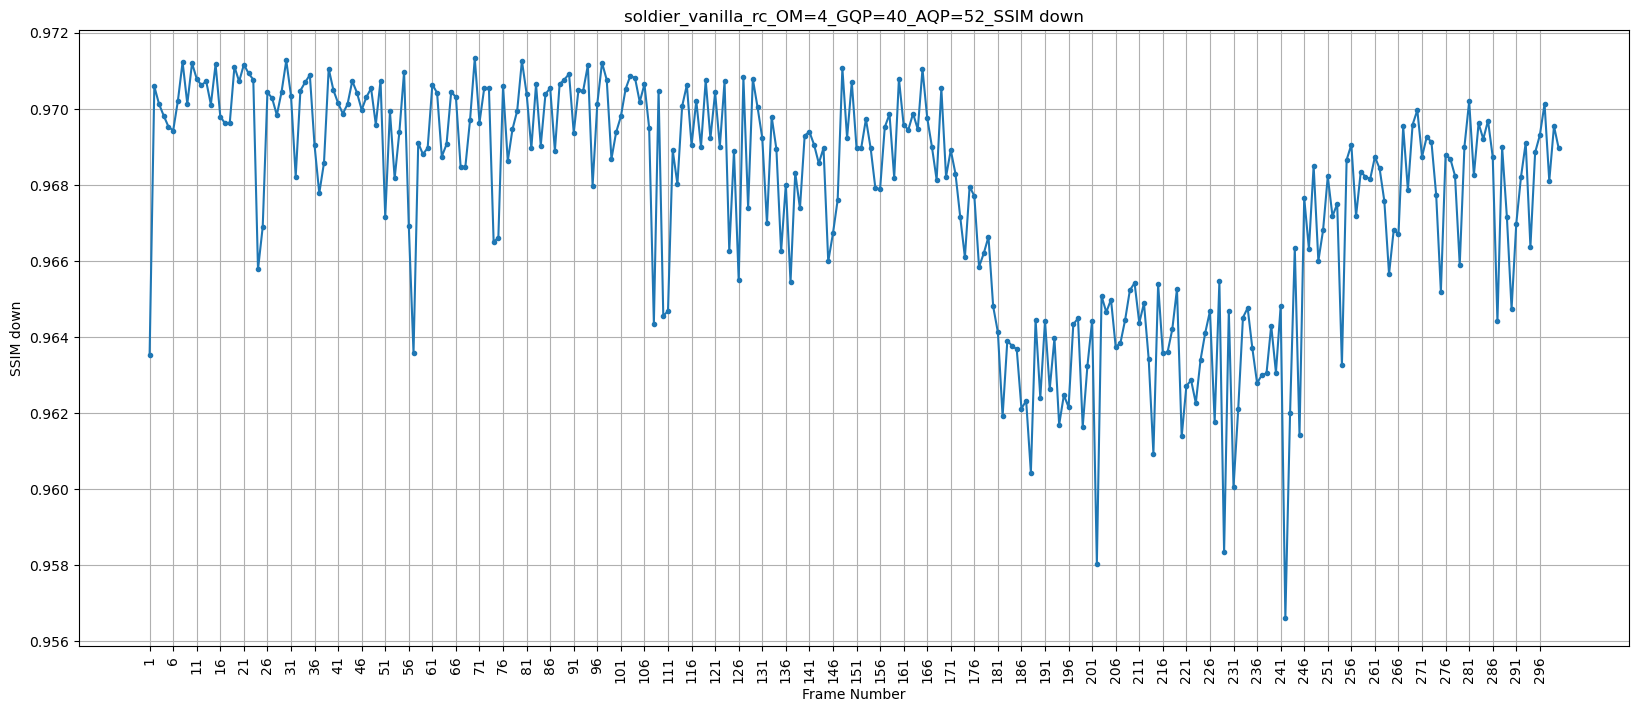 soldier_vanilla_rc_OM=4_GQP=40_AQP=52_SSIM down
0.972
0.970
0.968
0.966
0.964
0.962
0.960
0.958
0.956
SSIM down
1 6 11 16 21 26 31 36 41 46 51 56 61 66 71 76 81 86 91 96 101 106 111 116 121 126 131 136 141 146 151 156 161 166 171 176 181 186 191 196 201 206 211 216 221 226 231 236 241 246 251 256 261 266 271 276 281 286 291 296
Frame Number